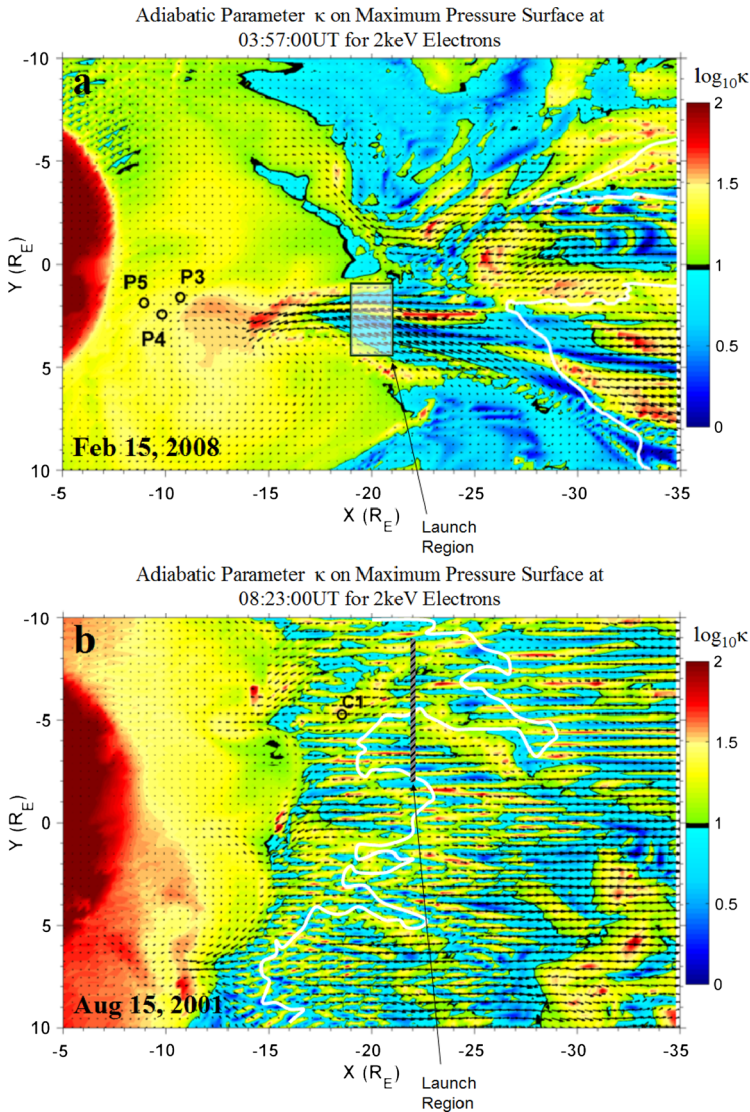 Adiabatic Parameter κ on Maximum Pressure Surface at
03:57:00UT for 2keV Electrons
a
log10κ
-10
-5
0
5
10
Y (RE)
P5
P3
P4
Feb 15, 2008
2
1.5
1
0.5
0
-5
-10
-15
-20
-25
-30
-35
X (RE)
Launch
Region
Adiabatic Parameter κ on Maximum Pressure Surface at
08:23:00UT for 2keV Electrons
b
log10κ
-10
-5
0
5
10
Y (RE)
C1
Aug 15, 2001
2
1.5
1
0.5
0
-5
-10
-15
-20
-25
-30
-35
X (RE)
Launch
Region